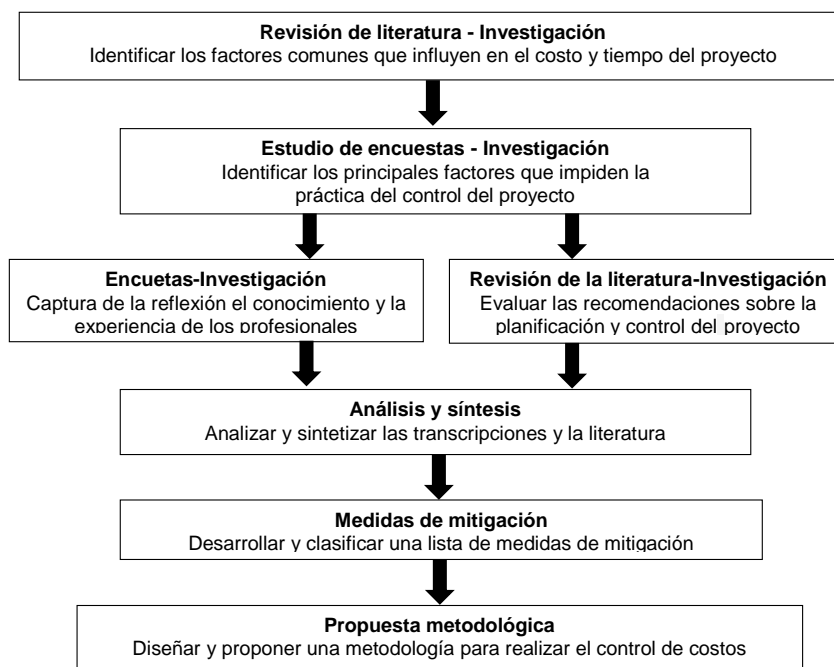 Revisión de literatura - Investigación
Identificar los factores comunes que influyen en el costo y tiempo del proyecto
Estudio de encuestas - Investigación
Identificar los principales factores que impiden la
práctica del control del proyecto
Encuetas-Investigación
Captura de la reflexión el conocimiento y la
experiencia de los profesionales
Revisión de la literatura-Investigación
Evaluar las recomendaciones sobre la
planificación y control del proyecto
Análisis y síntesis
Analizar y sintetizar las transcripciones y la literatura
Medidas de mitigación
Desarrollar y clasificar una lista de medidas de mitigación
Propuesta metodológica
Diseñar y proponer una metodología para realizar el control de costos